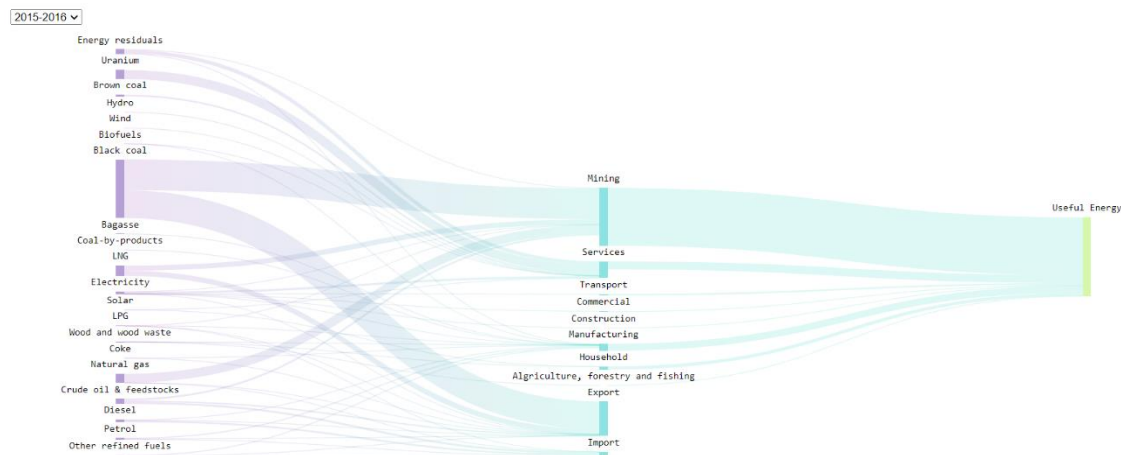 2015-2016
Energy residuals
Uranium
Brown coal
Hydro
Wind
Biofuels
Black coal
Bagasse
Coal-by-products
LNG
Electricity
Solar
LPG
Wood and wood waste
Coke
Natural gas
Crude oil & feedstocks
Diesel
Petrol
Other refined fuels
Mining
Services
Transport
Commercial
Construction
Manufacturing
Household
Algriculture, forestry and fishing
Export
Import
Useful Energy